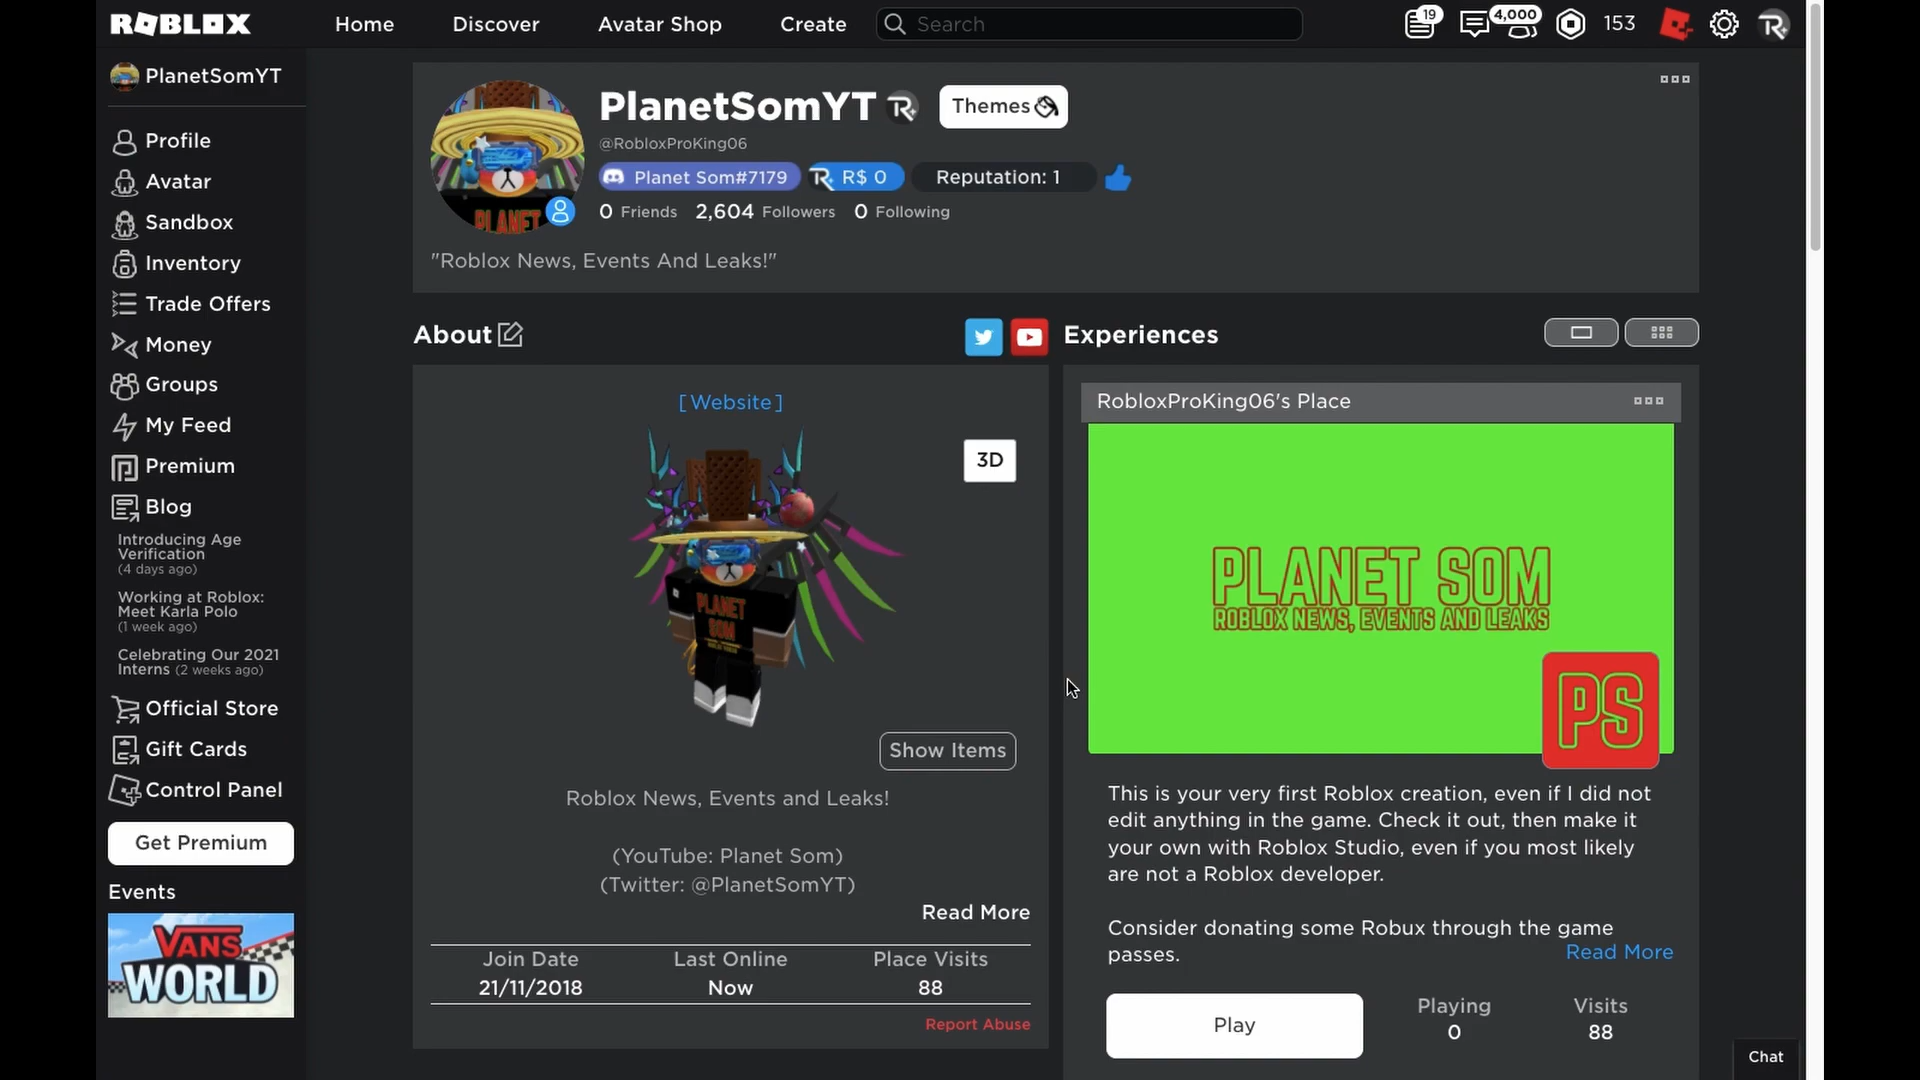 ROBLOX
Home
Discover
Avatar Shop
Create
Search
19
4,000
153
PlanetSomYT
Profile
Avatar
Sandbox
Inventory
Trade Offers
Money
Groups
My Feed
Premium
Blog
Introducing Age
Verification
(4 days ago)
Working at Roblox:
Meet Karla Polo
(1 week ago)
Celebrating Our 2021
Interns (2 weeks ago)
Official Store
Gift Cards
Control Panel
Get Premium
Events
VANS
WORLD
PlanetSomYT
Themes
@RobloxProKing06
Planet Som#7179
R$ 0
Reputation: 1
0 Friends
2,604 Followers
0 Following
"Roblox News, Events And Leaks!"
PLANET
About
[ Website ]
3D
PLANET
SOM
Show Items
Roblox News, Events and Leaks!
(YouTube: Planet Som)
(Twitter: @PlanetSomYT)
Read More
Join Date
Last Online
Place Visits
21/11/2018
Now
88
Report Abuse
Experiences
RobloxProKing06's Place
PLANET SOM
ROBLOX NEWS, EVENTS AND LEAKS
PS
This is your very first Roblox creation, even if I did not
edit anything in the game. Check it out, then make it
your own with Roblox Studio, even if you most likely
are not a Roblox developer.
Consider donating some Robux through the game
passes.
Read More
Play
Playing
Visits
0
88
Chat